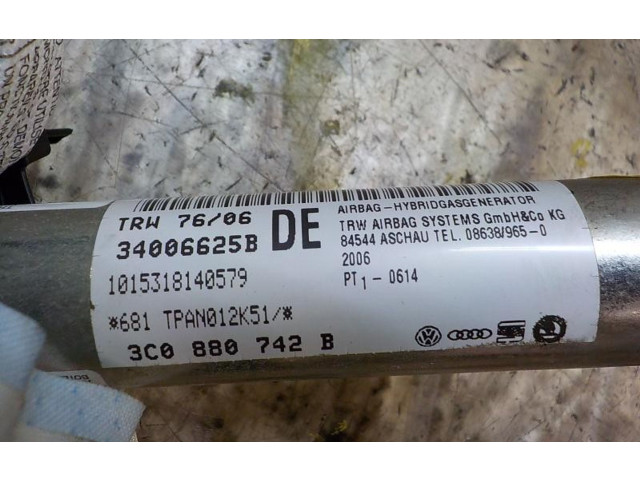 TRW 76/06
34006625B DE
1015318140579
*681 TPAN012K51/*
3C0 880 742 B
AIRBAG-HYBRIDGASGENERATOR
TRW AIRBAG SYSTEMS GmbH&Co KG
84544 ASCHAU TEL. 08638/965-0
2006
PT1-0614